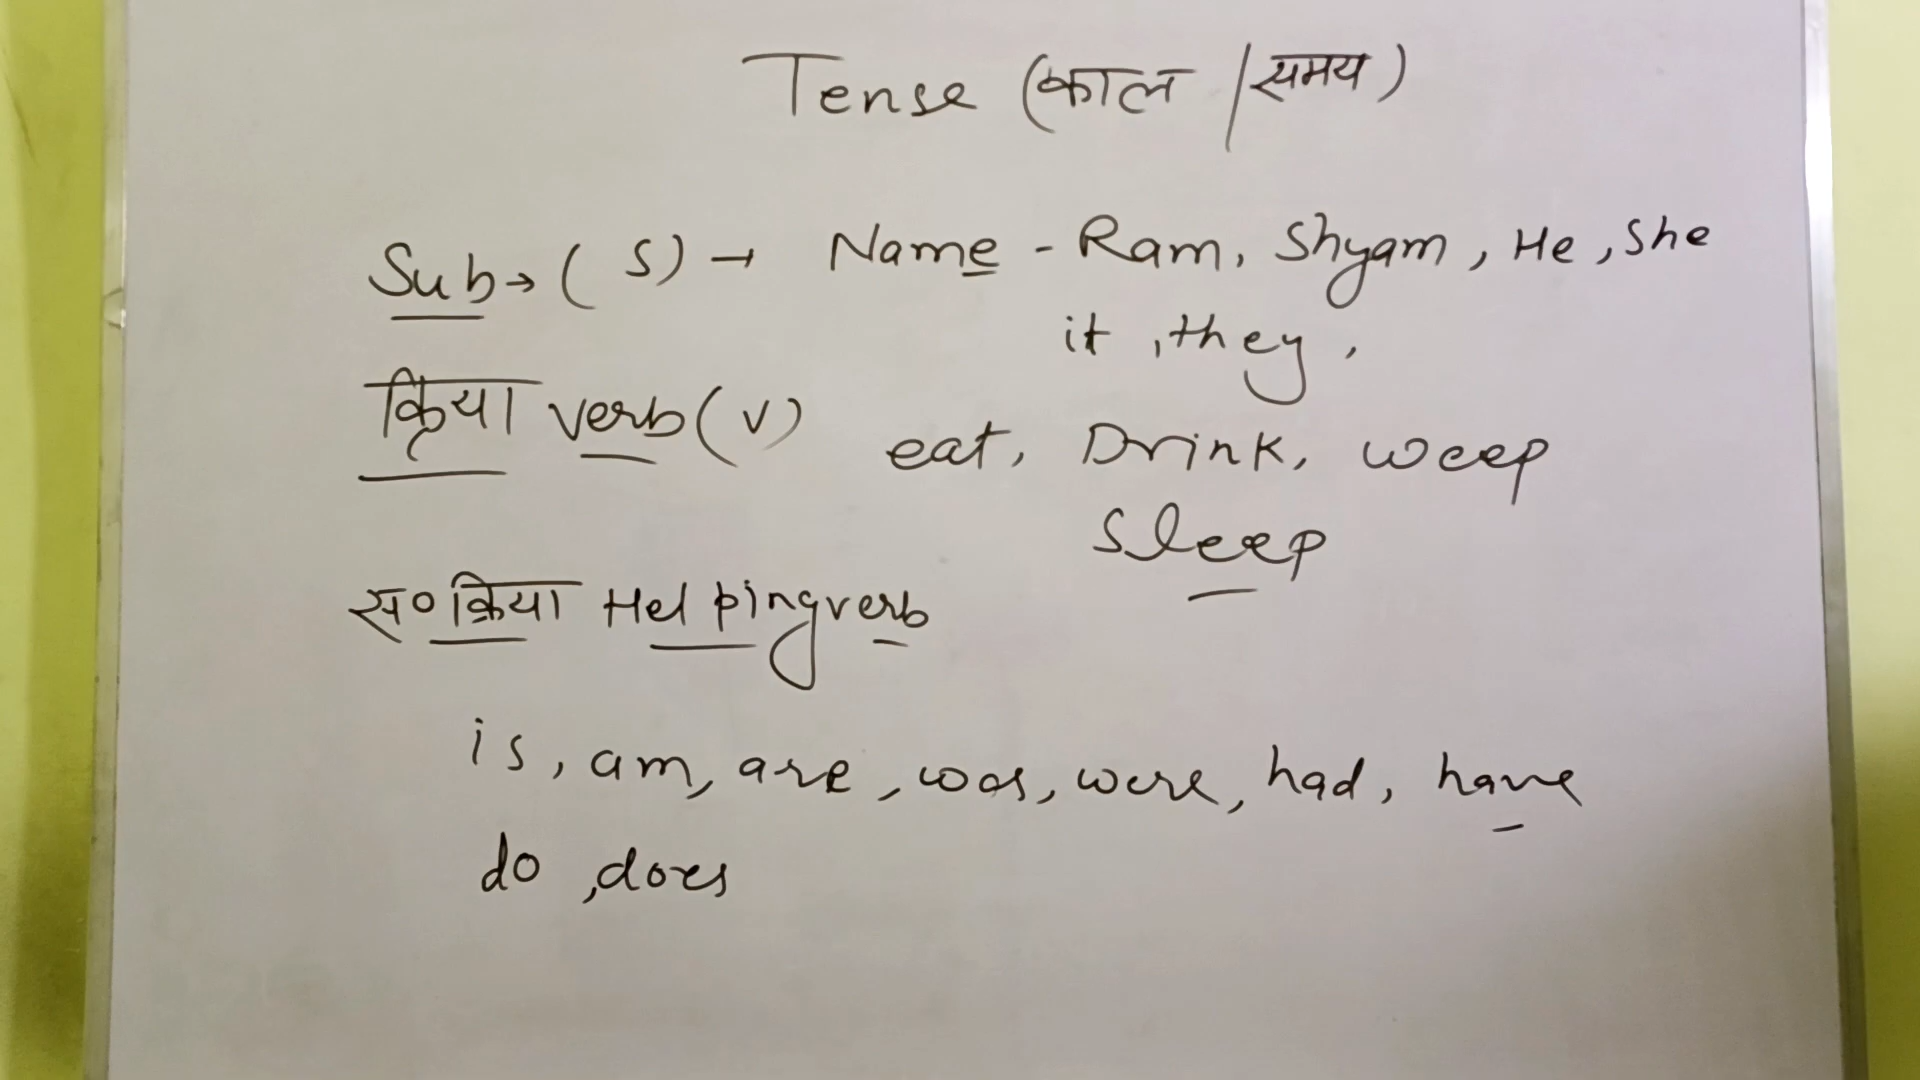 Tense (काल / समय)
Sub → (S) → Name - Ram, Shyam, He, She
it, they,
क्रिया verb (v) eat, Drink, weep
sleep
स० क्रिया Helping verb
is, am, are, was, were, had, have
do, does